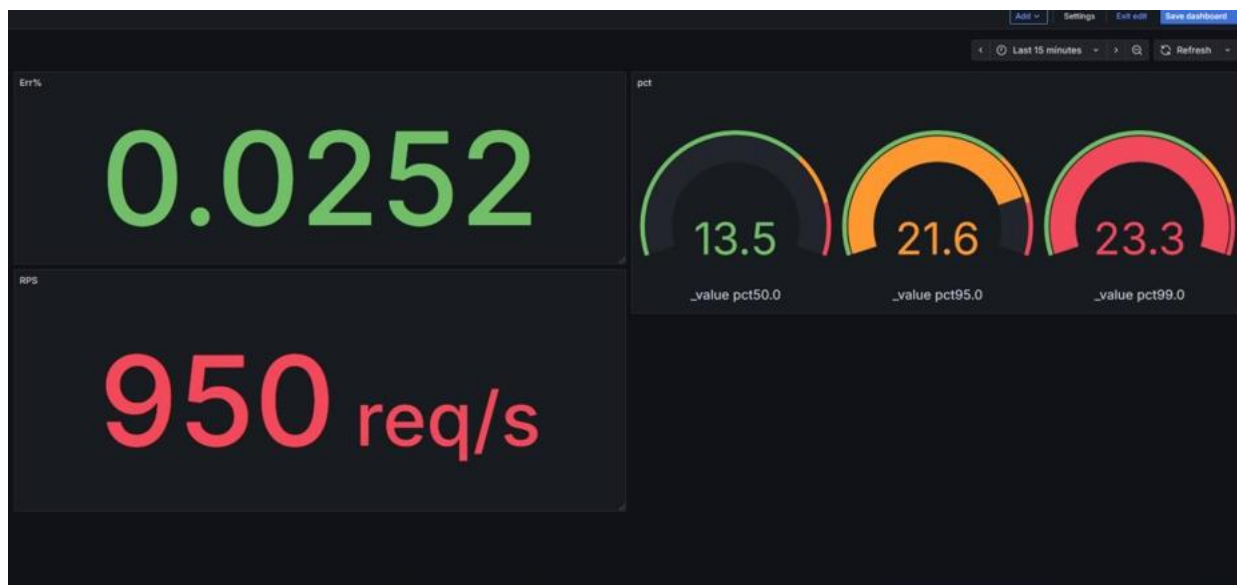 Add Settings Exit edit Save dashboard
Last 15 minutes Refresh
Err%
0.0252
RPS
950 req/s
pct
13.5 21.6 23.3
_value pct50.0 _value pct95.0 _value pct99.0